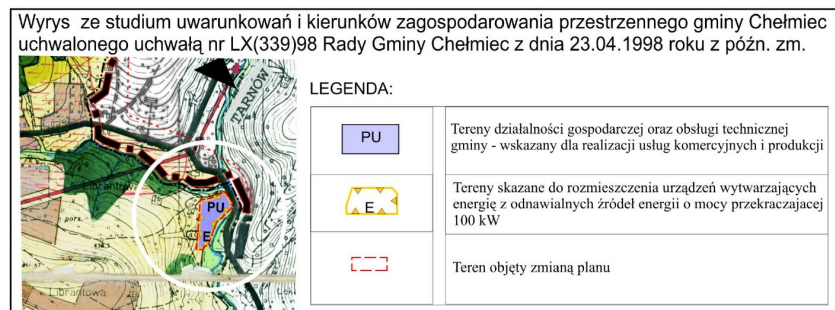 Wyrys ze studium uwarunkowań i kierunków zagospodarowania przestrzennego gminy Chełmiec
uchwalonego uchwałą nr LX(339)98 Rady Gminy Chełmiec z dnia 23.04.1998 roku z późn. zm.
TARNÓW
Librantowa
PU
E
Librantowa
LEGENDA:
PU
Tereny działalności gospodarczej oraz obsługi technicznej
gminy - wskazany dla realizacji usług komercyjnych i produkcji
E
Tereny skazane do rozmieszczenia urządzeń wytwarzających
energię z odnawialnych źródeł energii o mocy przekraczajacej
100 kW
Teren objęty zmianą planu